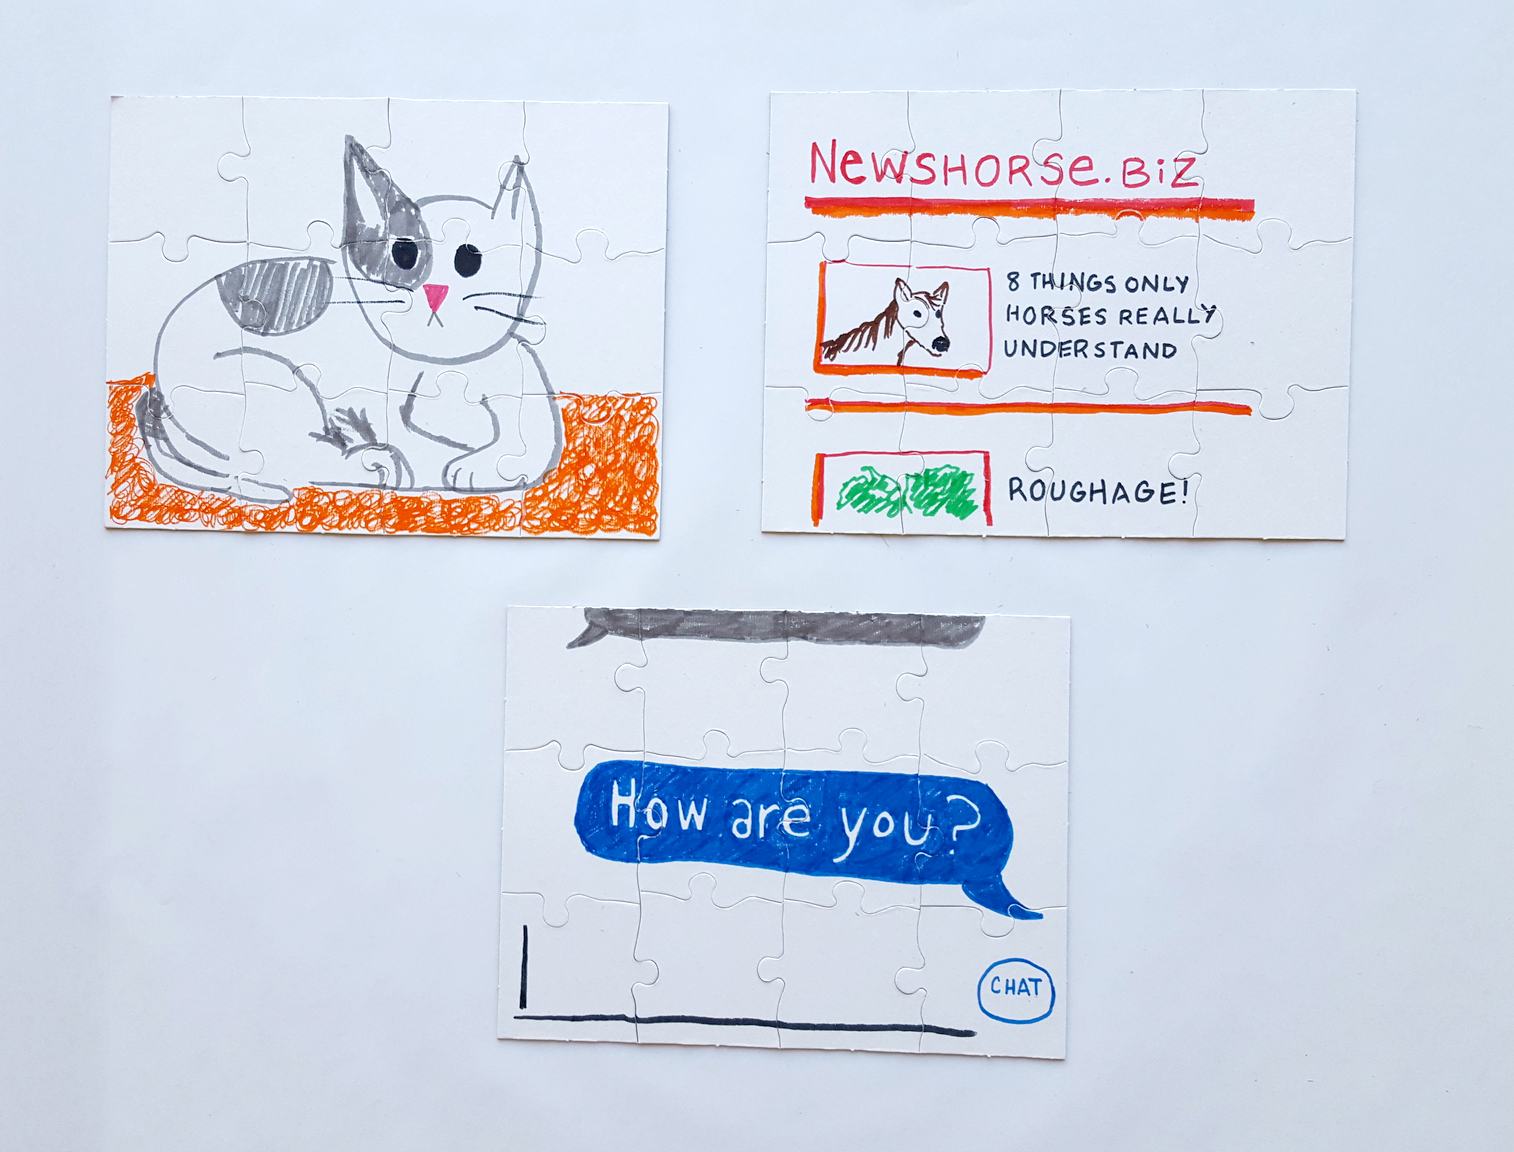 NeWSHORSe.BiZ
8 THINGS ONLY
HORSES REALLY
UNDERSTAND
ROUGHAGE!
How are you?
CHAT